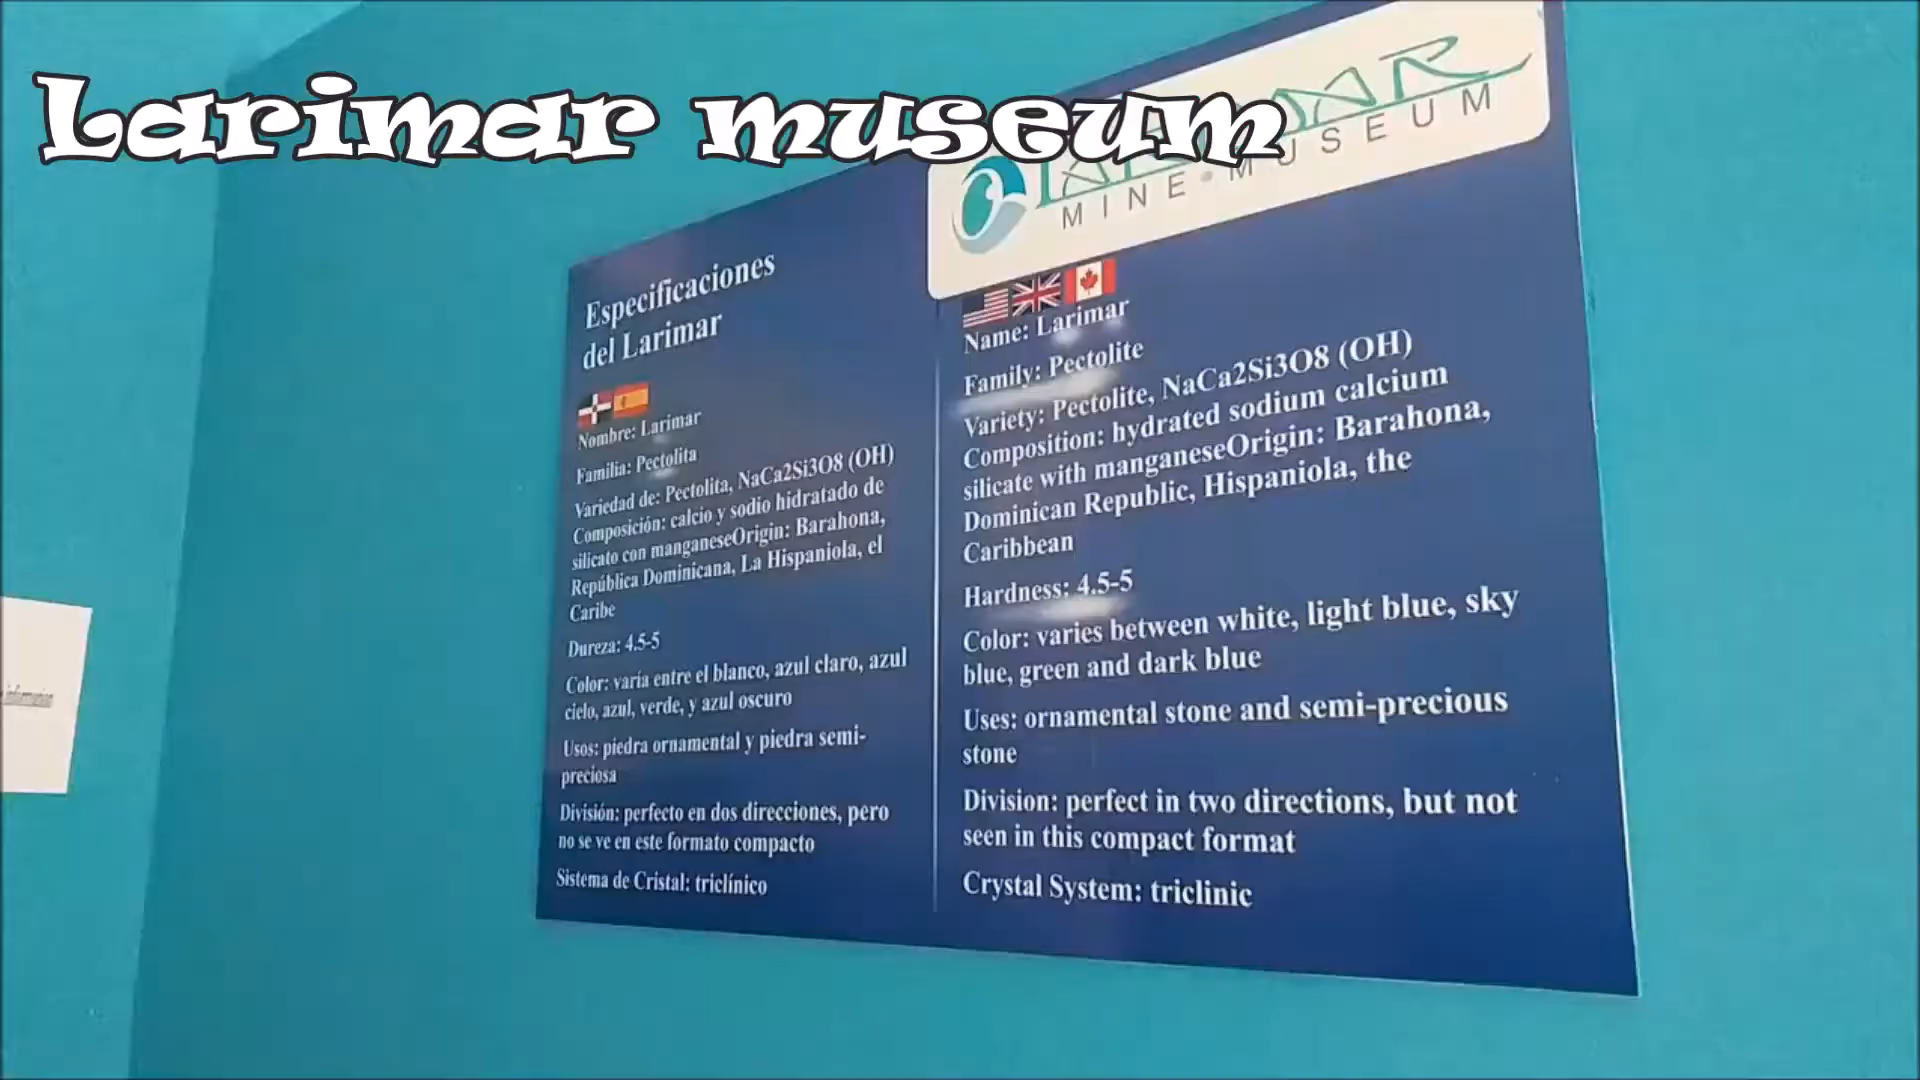 Larimar museum
MINE • MUSEUM
Especificaciones
del Larimar
Nombre: Larimar
Familia: Pectolita
Variedad de: Pectolita, NaCa2Si3O8 (OH)
Composición: calcio y sodio hidratado de
silicato con manganeseOrigin: Barahona,
República Dominicana, La Hispaniola, el
Caribe
Dureza: 4.5-5
Color: varía entre el blanco, azul claro, azul
cielo, azul, verde, y azul oscuro
Usos: piedra ornamental y piedra semi-
preciosa
División: perfecto en dos direcciones, pero
no se ve en este formato compacto
Sistema de Cristal: triclínico
Name: Larimar
Family: Pectolite
Variety: Pectolite, NaCa2Si3O8 (OH)
Composition: hydrated sodium calcium
silicate with manganeseOrigin: Barahona,
Dominican Republic, Hispaniola, the
Caribbean
Hardness: 4.5-5
Color: varies between white, light blue, sky
blue, green and dark blue
Uses: ornamental stone and semi-precious
stone
Division: perfect in two directions, but not
seen in this compact format
Crystal System: triclinic